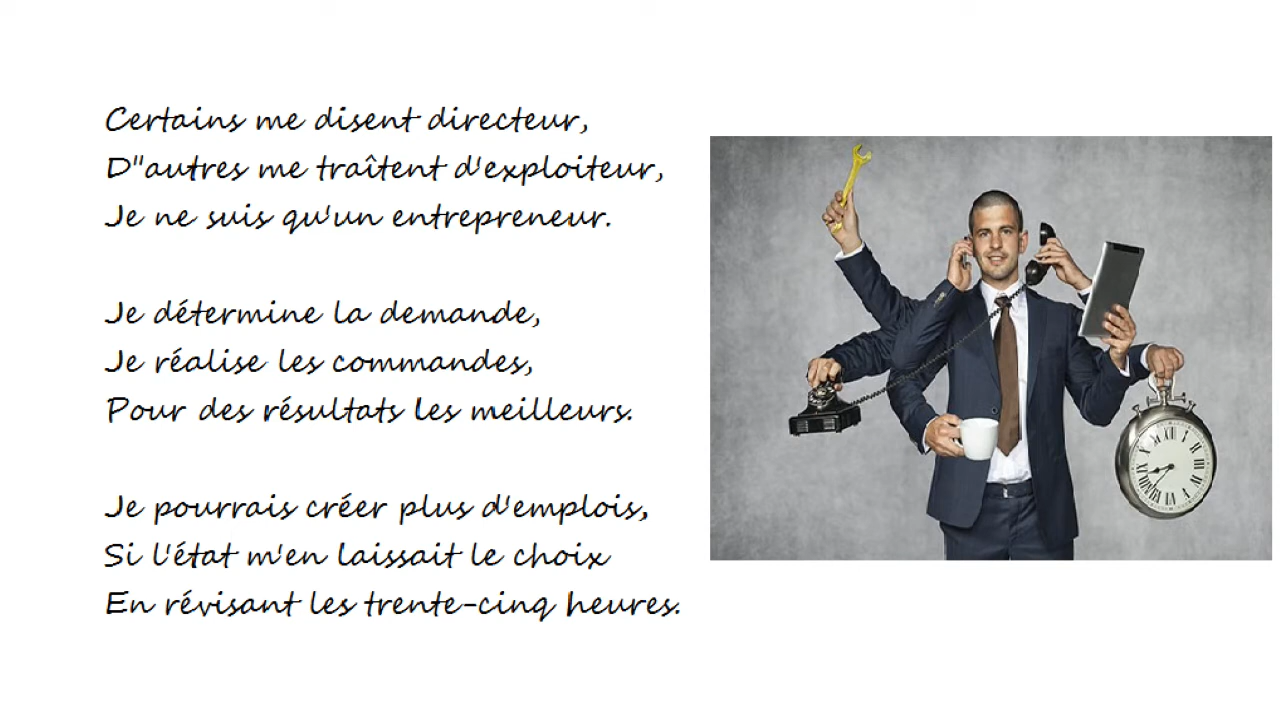 Certains me disent directeur,
D"autres me traîtent d'exploiteur,
Je ne suis qu'un entrepreneur.
Je détermine la demande,
Je réalise les commandes,
Pour des résultats les meilleurs.
Je pourrais créer plus d'emplois,
Si l'état m'en laissait le choix
En révisant les trente-cinq heures.